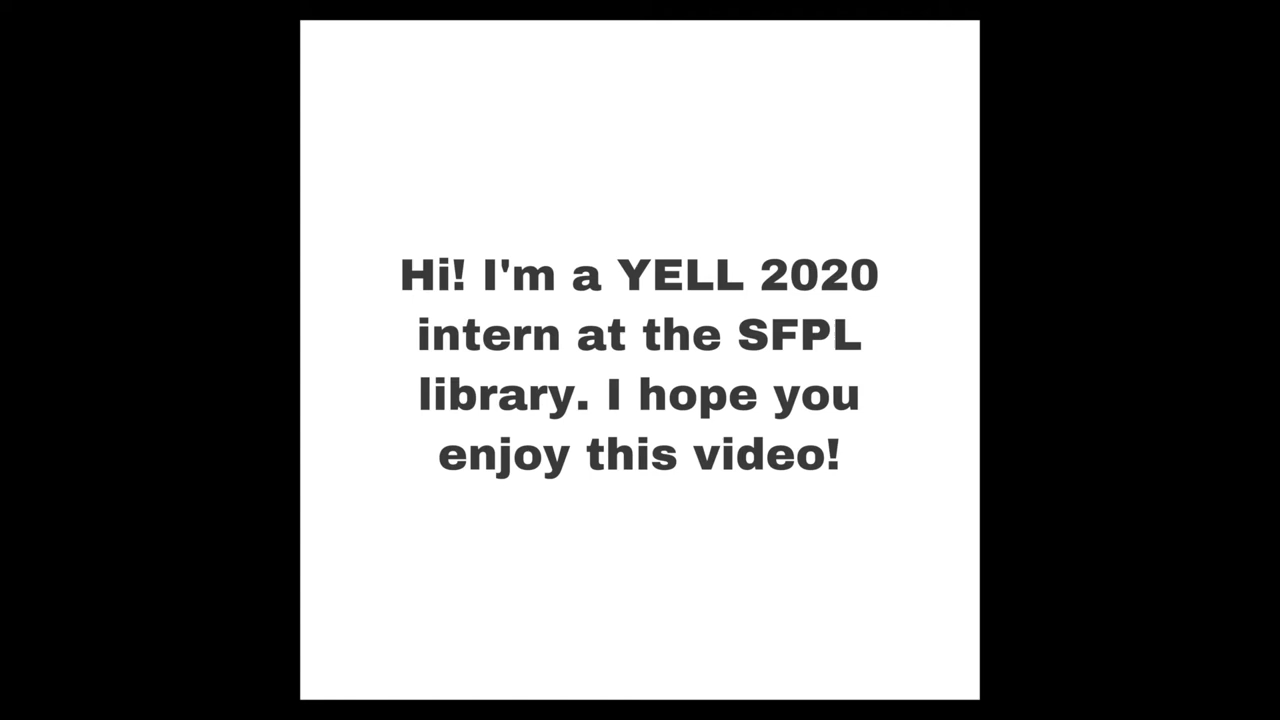 Hi! I'm a YELL 2020
intern at the SFPL
library. I hope you
enjoy this video!